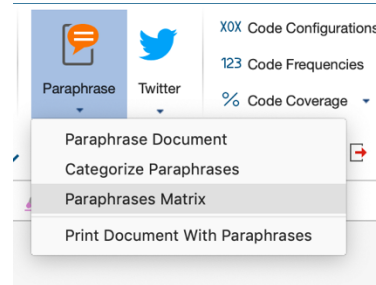 Paraphrase
Twitter
XOX Code Configurations
123 Code Frequencies
% Code Coverage
Paraphrase Document
Categorize Paraphrases
Paraphrases Matrix
Print Document With Paraphrases